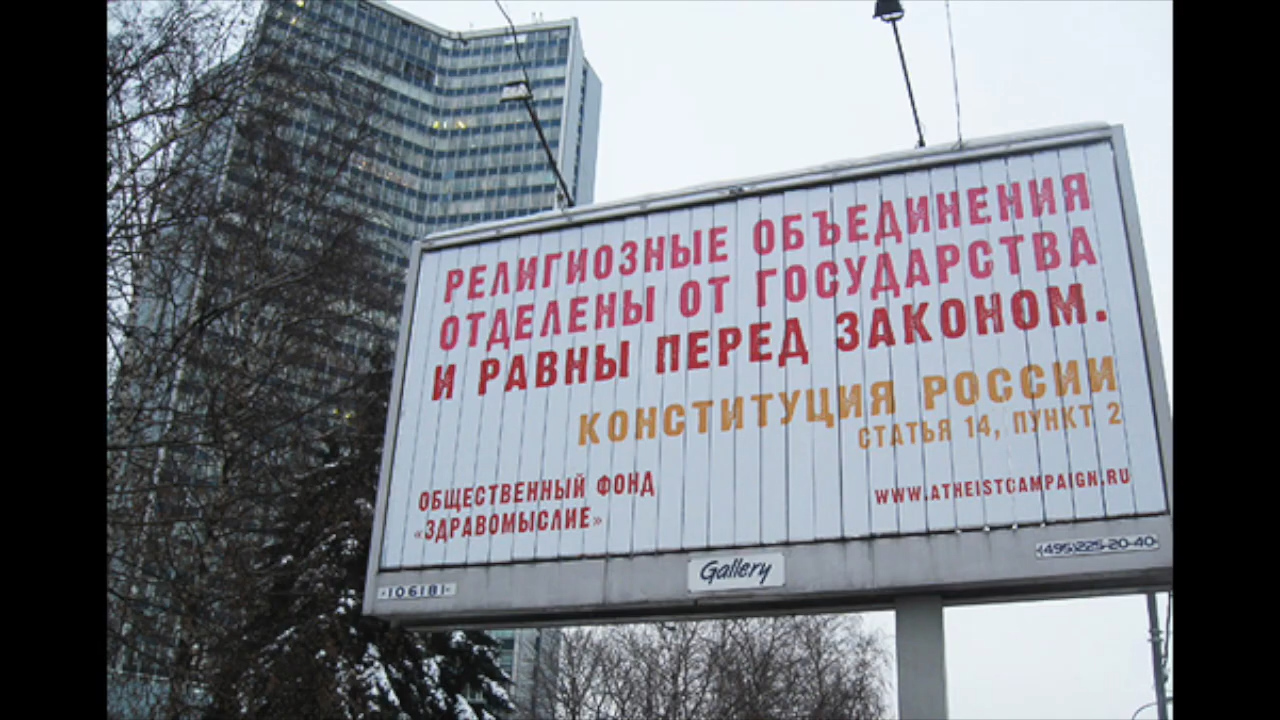 РЕЛИГИОЗНЫЕ ОБЪЕДИНЕНИЯ
ОТДЕЛЕНЫ ОТ ГОСУДАРСТВА
И РАВНЫ ПЕРЕД ЗАКОНОМ.
КОНСТИТУЦИЯ РОССИИ
СТАТЬЯ 14, ПУНКТ 2
ОБЩЕСТВЕННЫЙ ФОНД
«ЗДРАВОМЫСЛИЕ»
WWW.ATHEISTCAMPAIGN.RU
Gallery
(495)225-20-40
106181